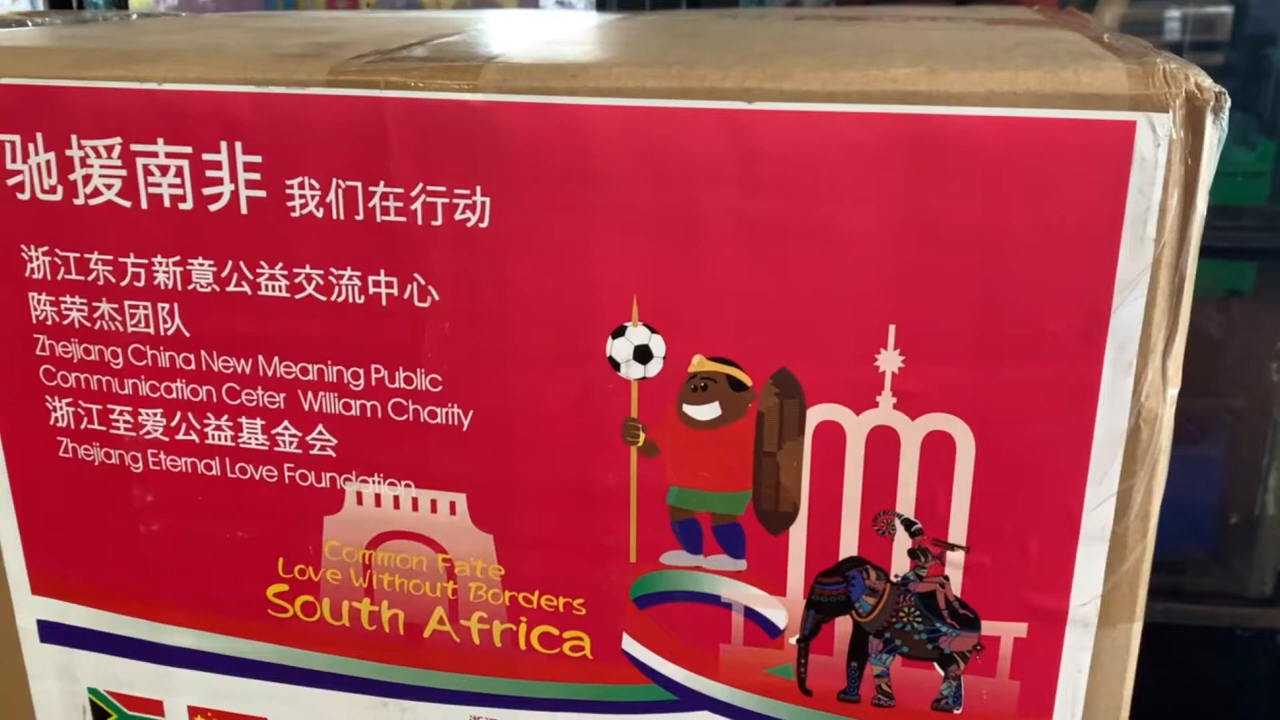 驰援南非 我们在行动
浙江东方新意公益交流中心
陈荣杰团队
Zhejiang China New Meaning Public
Communication Ceter William Charity
浙江至爱公益基金会
Zhejiang Eternal Love Foundation
Common Fate
Love Without Borders
South Africa